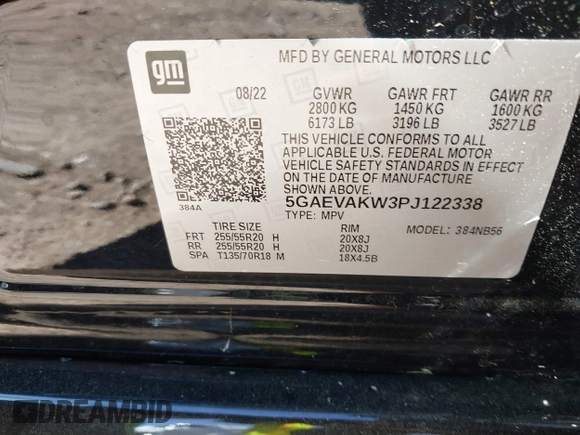 gm
MFD BY GENERAL MOTORS LLC
08/22 GVWR GAWR FRT GAWR RR
2800 KG 1450 KG 1600 KG
6173 LB 3196 LB 3527 LB
THIS VEHICLE CONFORMS TO ALL
APPLICABLE U.S. FEDERAL MOTOR
VEHICLE SAFETY STANDARDS IN EFFECT
ON THE DATE OF MANUFACTURE
SHOWN ABOVE.
384A 5GAEVAKW3PJ122338
TYPE: MPV MODEL: 384NB56
TIRE SIZE RIM
FRT 255/55R20 H 20X8J
RR 255/55R20 H 20X8J
SPA T135/70R18 M 18X4.5B
DREAMBID